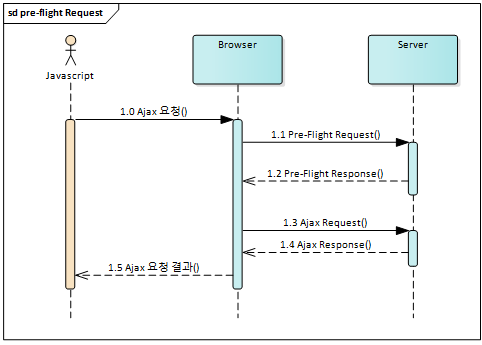 sd pre-flight Request
Browser
Server
Javascript
1.0 Ajax 요청()
1.1 Pre-Flight Request()
1.2 Pre-Flight Response()
1.3 Ajax Request()
1.4 Ajax Response()
1.5 Ajax 요청 결과()